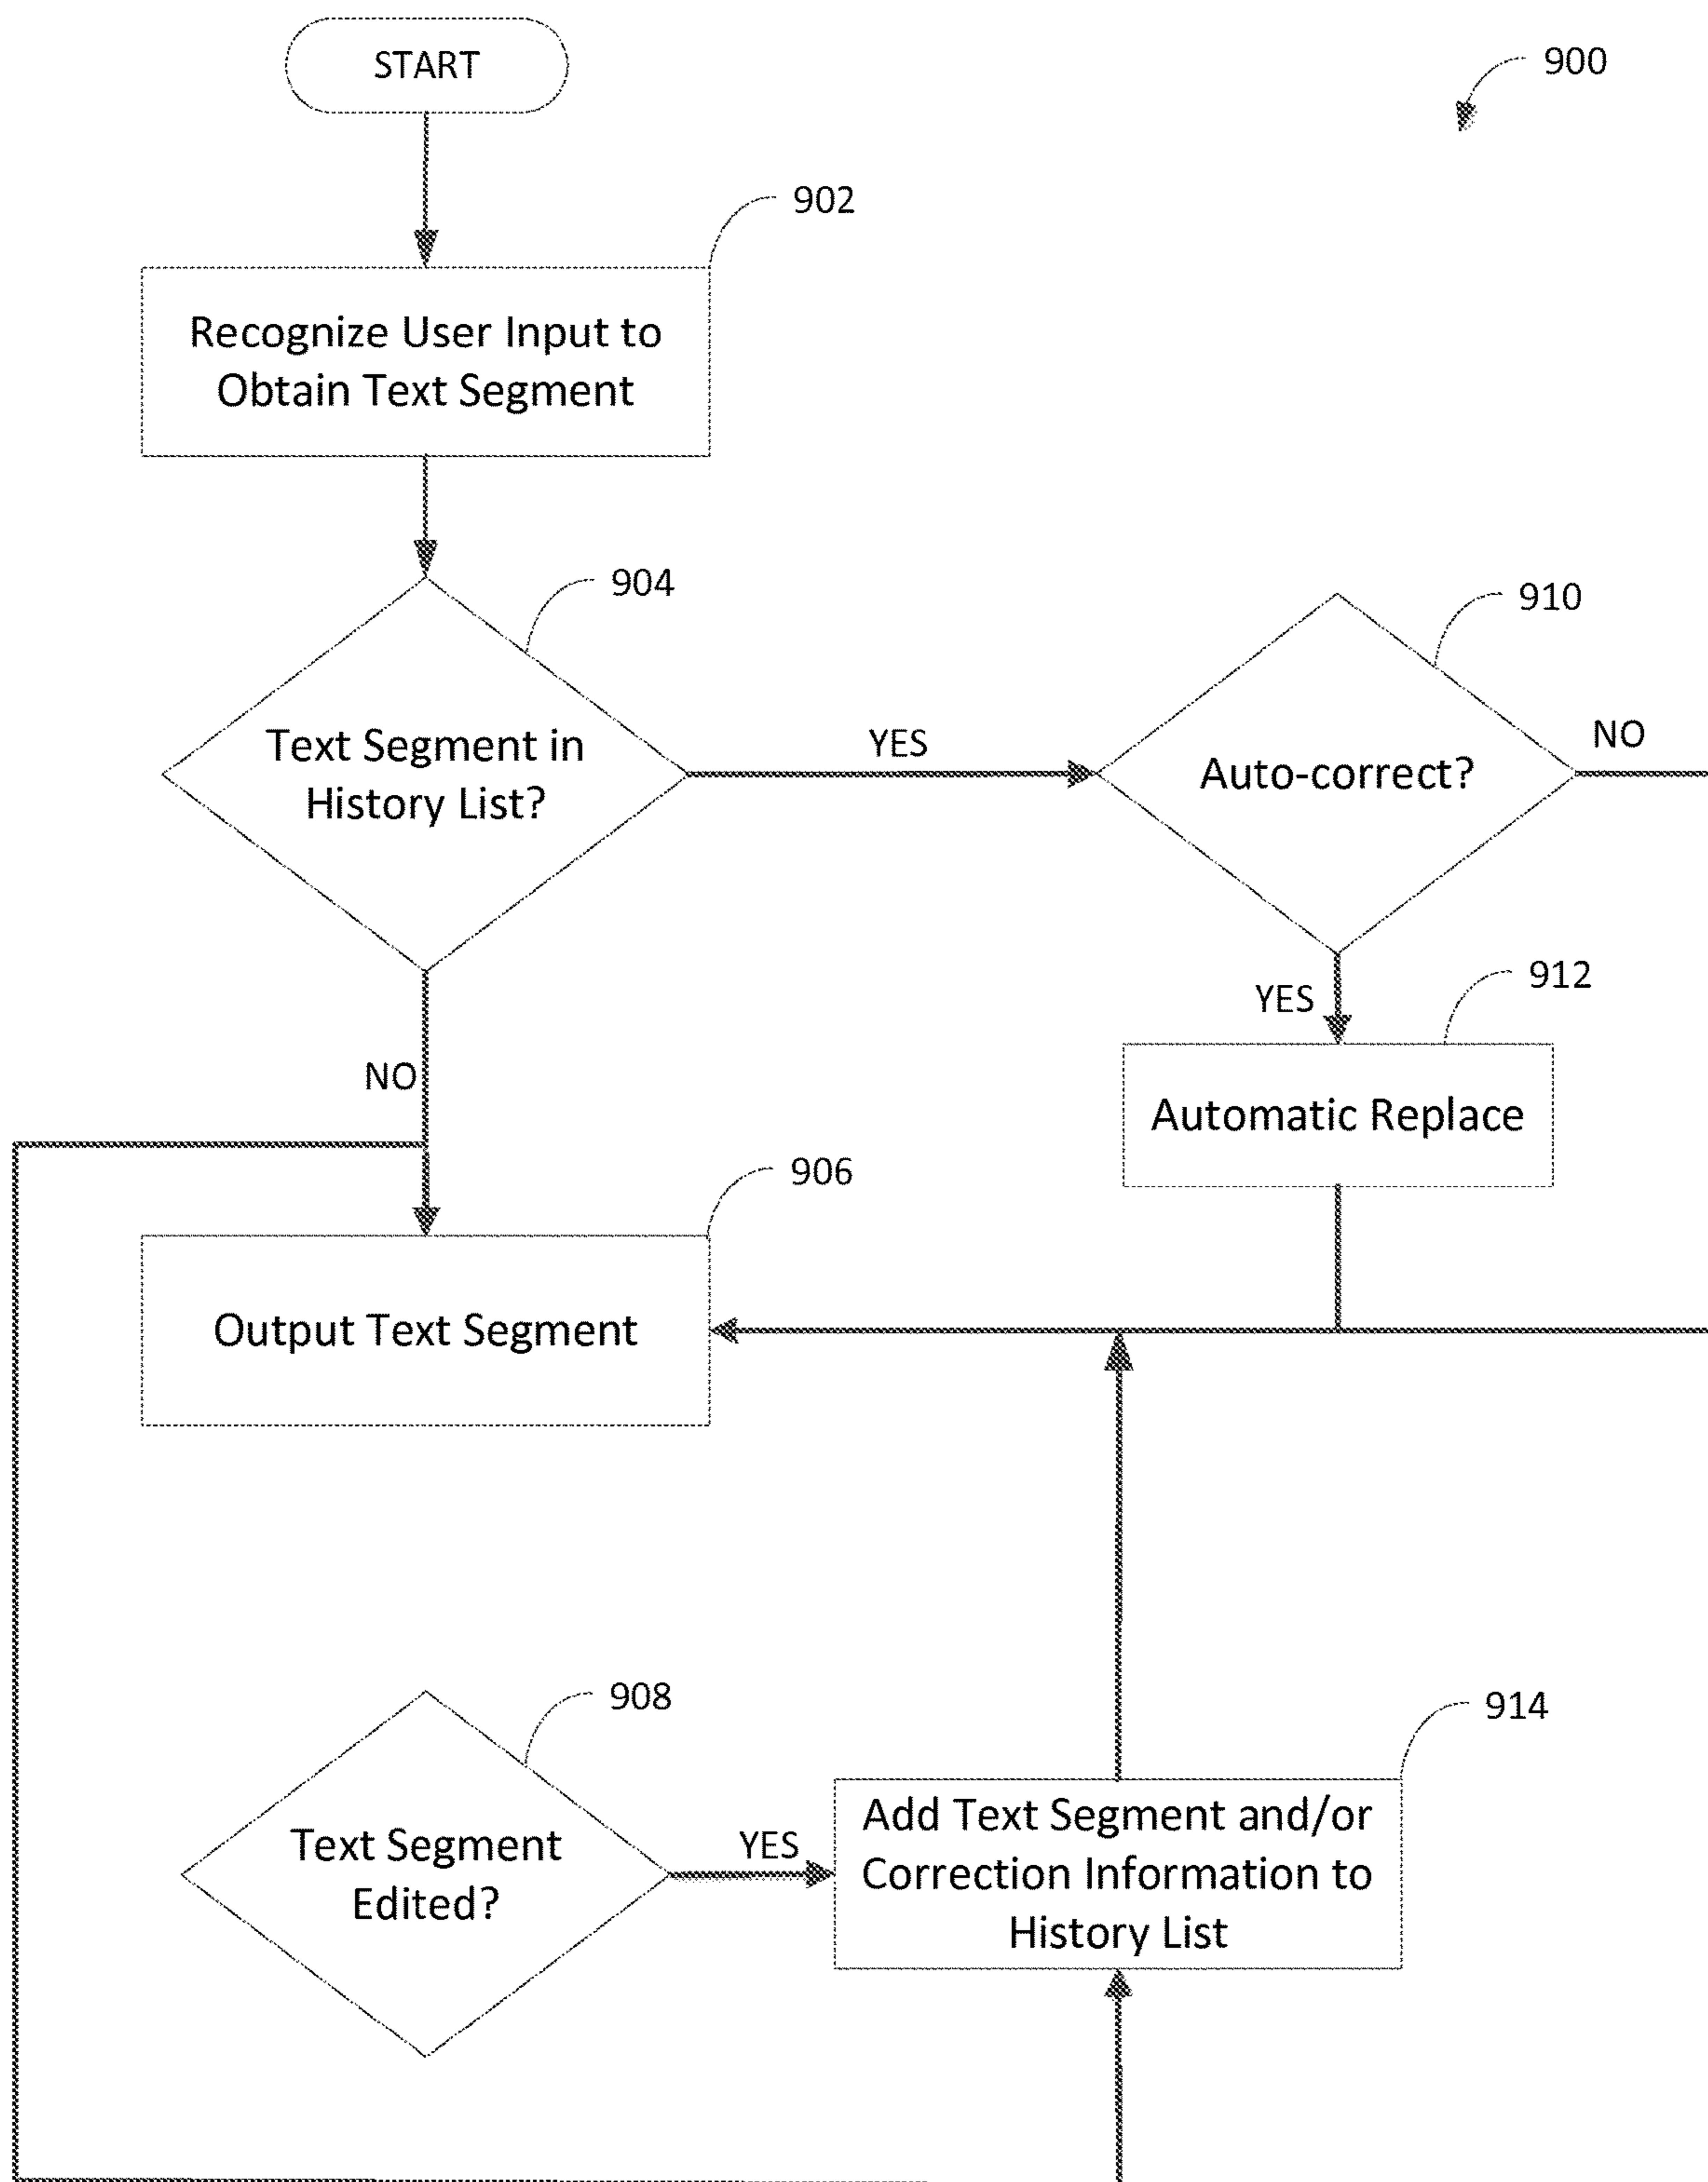 START
900
902
Recognize User Input to
Obtain Text Segment
904
Text Segment in
History List?
YES
910
Auto-correct?
NO
YES
912
Automatic Replace
NO
906
Output Text Segment
908
Text Segment
Edited?
YES
914
Add Text Segment and/or
Correction Information to
History List